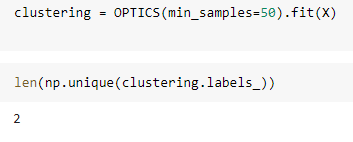 clustering = OPTICS(min_samples=50).fit(X)
len(np.unique(clustering.labels_))
2